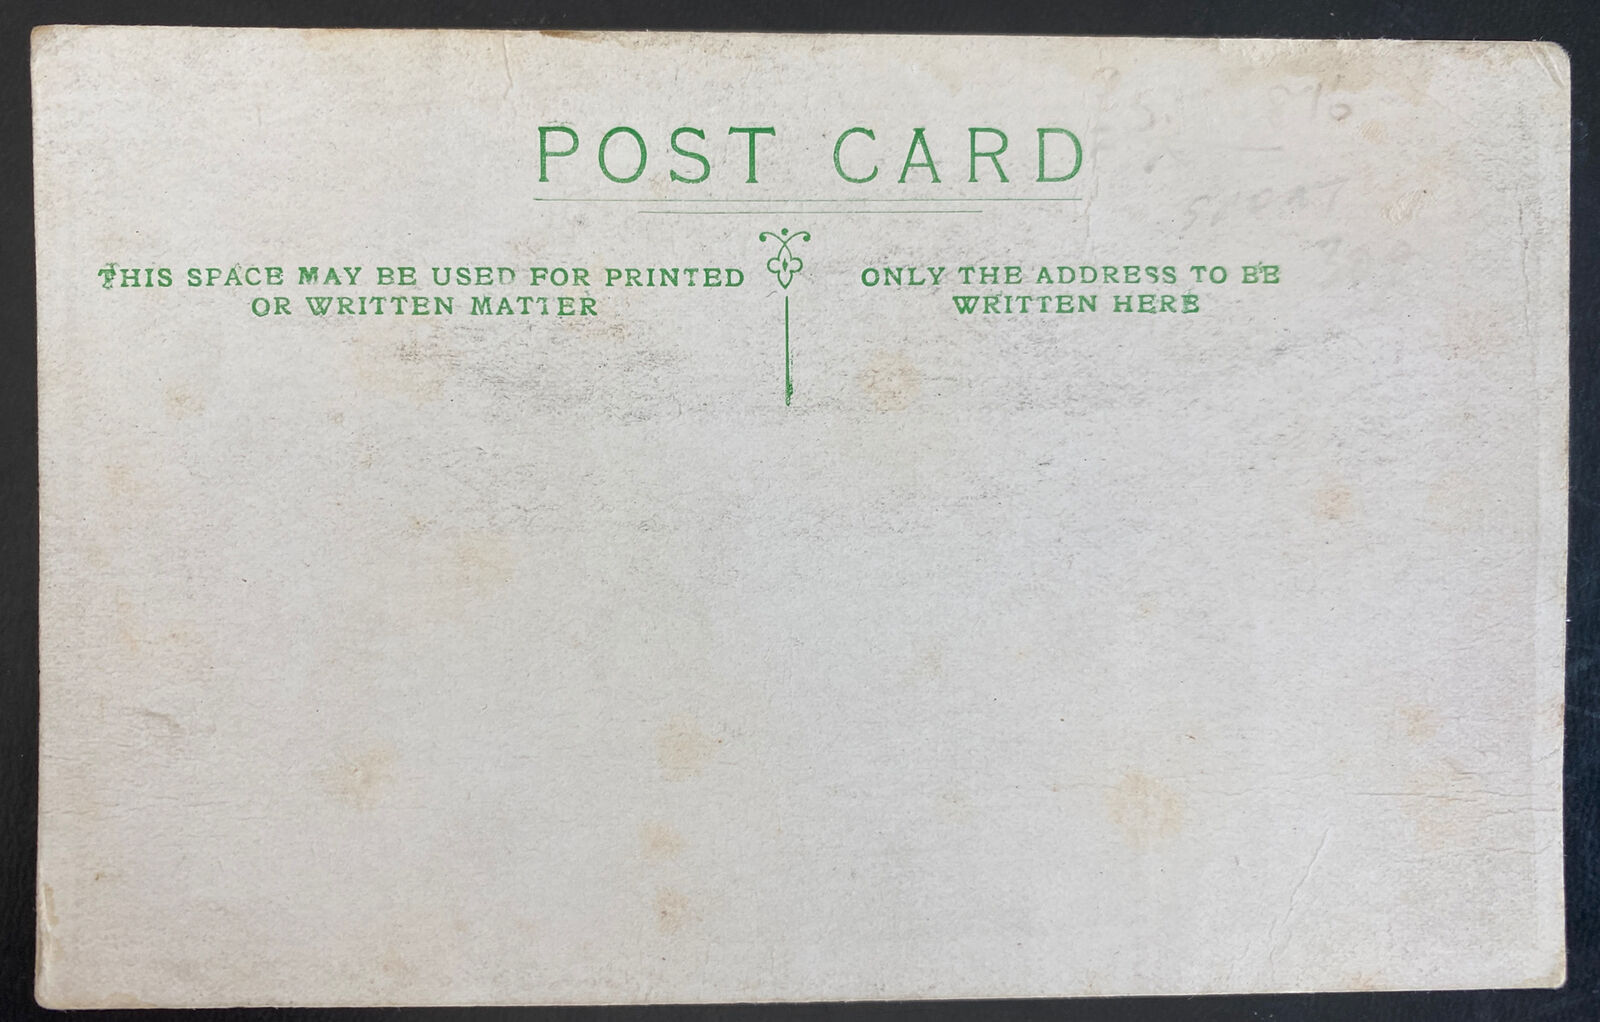 POST CARD
THIS SPACE MAY BE USED FOR PRINTED
OR WRITTEN MATTER
ONLY THE ADDRESS TO BE
WRITTEN HERE